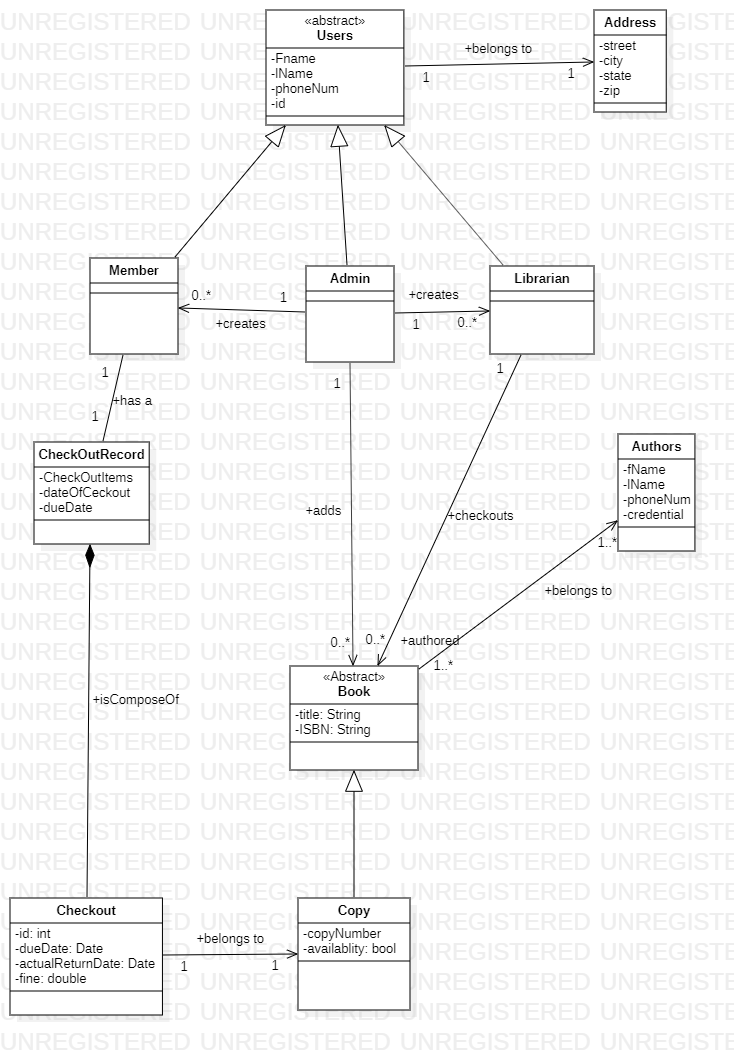 «abstract»
Users
-Fname
-lName
-phoneNum
-id
+belongs to
1
1
Address
-street
-city
-state
-zip
Member
Admin
Librarian
0..*
1
+creates
+creates
1
0..*
1
+has a
1
1
1
CheckOutRecord
-CheckOutItems
-dateOfCeckout
-dueDate
Authors
-fName
-lName
-phoneNum
-credential
+adds
+checkouts
1..*
+belongs to
0..*
0..*
+authored
1..*
«Abstract»
Book
-title: String
-ISBN: String
+isComposeOf
Checkout
-id: int
-dueDate: Date
-actualReturnDate: Date
-fine: double
+belongs to
1
1
Copy
-copyNumber
-availablity: bool
UNREGISTERED